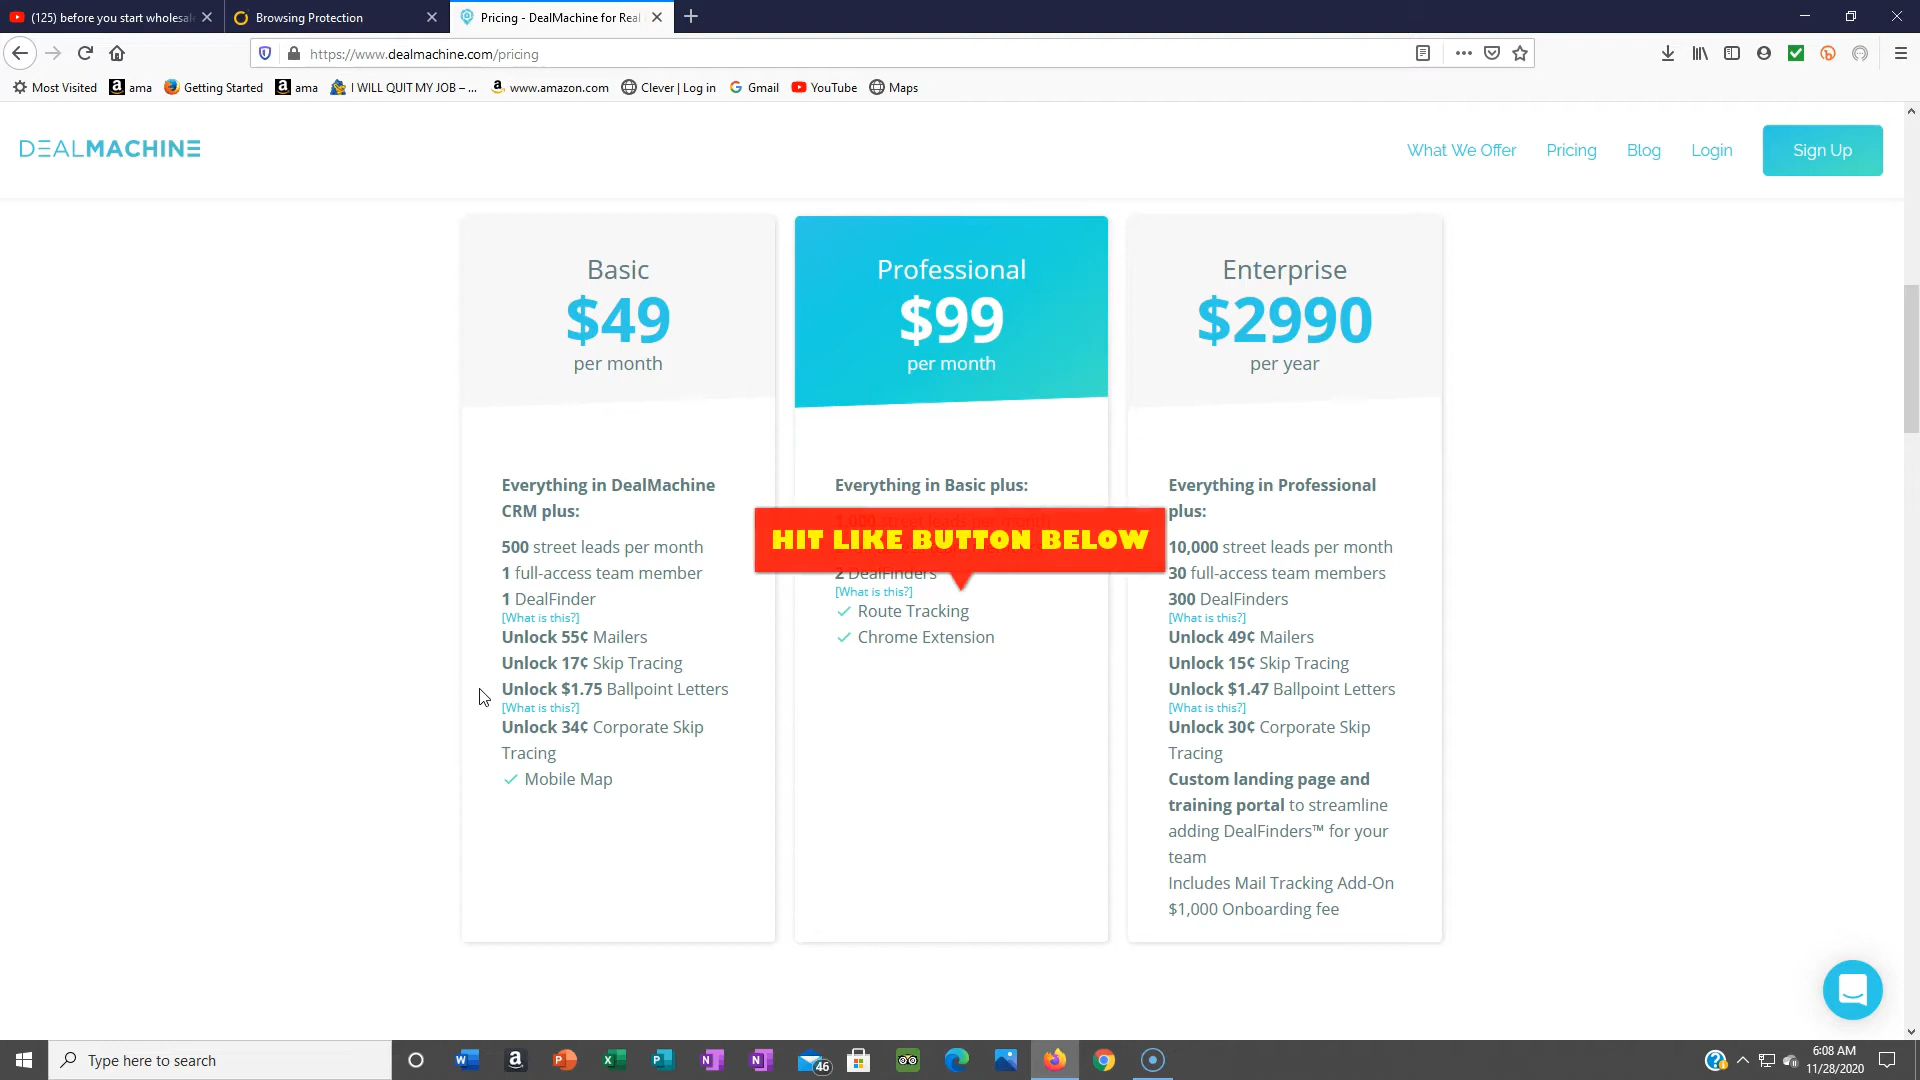 (125) before you start wholesal
Browsing Protection
Pricing - DealMachine for Real
https://www.dealmachine.com/pricing
Most Visited
ama
Getting Started
ama
I WILL QUIT MY JOB – ...
www.amazon.com
Clever | Log in
Gmail
YouTube
Maps
DEALMACHINE
What We Offer
Pricing
Blog
Login
Sign Up
Basic
$49
per month
Everything in DealMachine
CRM plus:
500 street leads per month
1 full-access team member
1 DealFinder
[What is this?]
Unlock 55¢ Mailers
Unlock 17¢ Skip Tracing
Unlock $1.75 Ballpoint Letters
[What is this?]
Unlock 34¢ Corporate Skip
Tracing
Mobile Map
Professional
$99
per month
Everything in Basic plus:
1,000 street leads per month
HIT LIKE BUTTON BELOW
2 DealFinders
[What is this?]
Route Tracking
Chrome Extension
Enterprise
$2990
per year
Everything in Professional
plus:
10,000 street leads per month
30 full-access team members
300 DealFinders
[What is this?]
Unlock 49¢ Mailers
Unlock 15¢ Skip Tracing
Unlock $1.47 Ballpoint Letters
[What is this?]
Unlock 30¢ Corporate Skip
Tracing
Custom landing page and
training portal to streamline
adding DealFinders™ for your
team
Includes Mail Tracking Add-On
$1,000 Onboarding fee
Type here to search
46
6:08 AM
11/28/2020